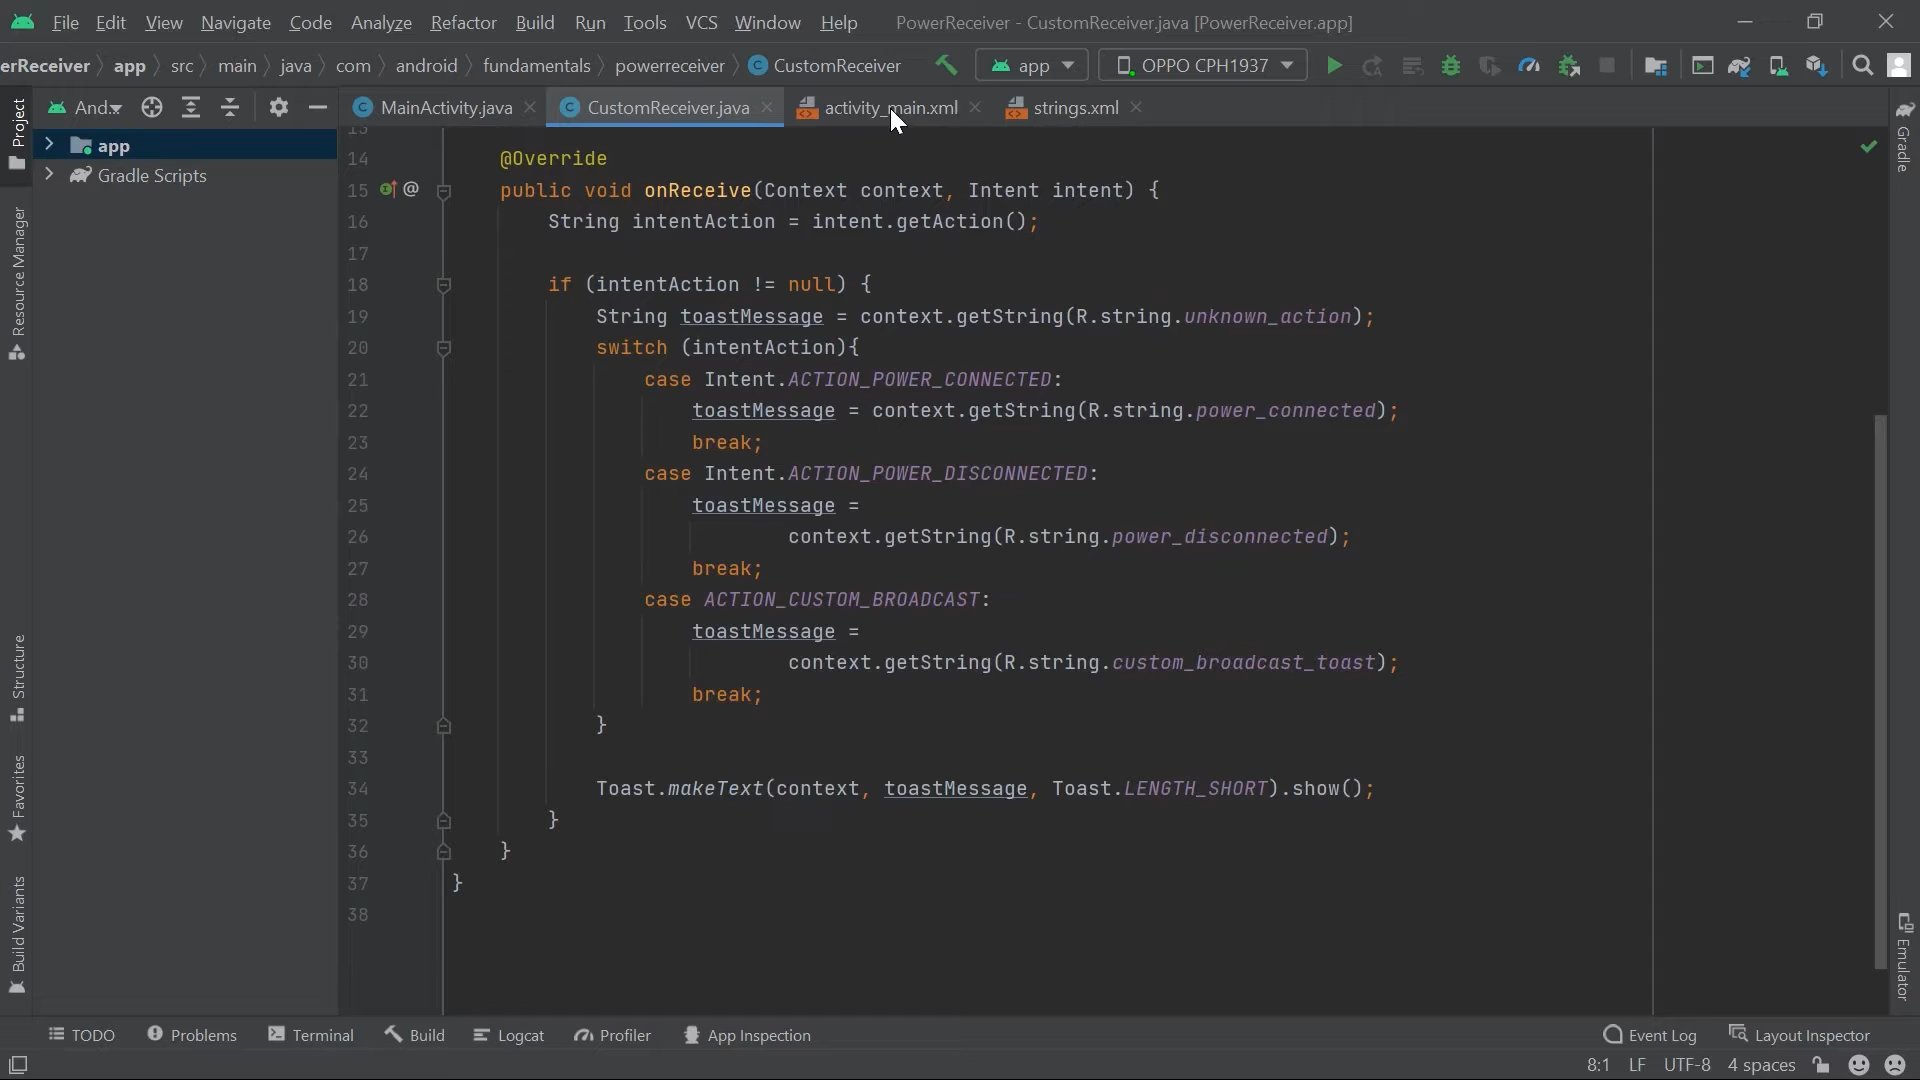 File Edit View Navigate Code Analyze Refactor Build Run Tools VCS Window Help PowerReceiver - CustomReceiver.java [PowerReceiver.app]
erReceiver app src main java com android fundamentals powerreceiver CustomReceiver app OPPO CPH1937
And... MainActivity.java CustomReceiver.java activity_main.xml strings.xml
Project
Resource Manager
Structure
Favorites
Build Variants
app
Gradle Scripts
13
14 @Override
15 @ public void onReceive(Context context, Intent intent) {
16 String intentAction = intent.getAction();
17
18 if (intentAction != null) {
19 String toastMessage = context.getString(R.string.unknown_action);
20 switch (intentAction){
21 case Intent.ACTION_POWER_CONNECTED:
22 toastMessage = context.getString(R.string.power_connected);
23 break;
24 case Intent.ACTION_POWER_DISCONNECTED:
25 toastMessage =
26 context.getString(R.string.power_disconnected);
27 break;
28 case ACTION_CUSTOM_BROADCAST:
29 toastMessage =
30 context.getString(R.string.custom_broadcast_toast);
31 break;
32 }
33
34 Toast.makeText(context, toastMessage, Toast.LENGTH_SHORT).show();
35 }
36 }
37 }
38
Gradle
Emulator
TODO Problems Terminal Build Logcat Profiler App Inspection Event Log Layout Inspector
8:1 LF UTF-8 4 spaces